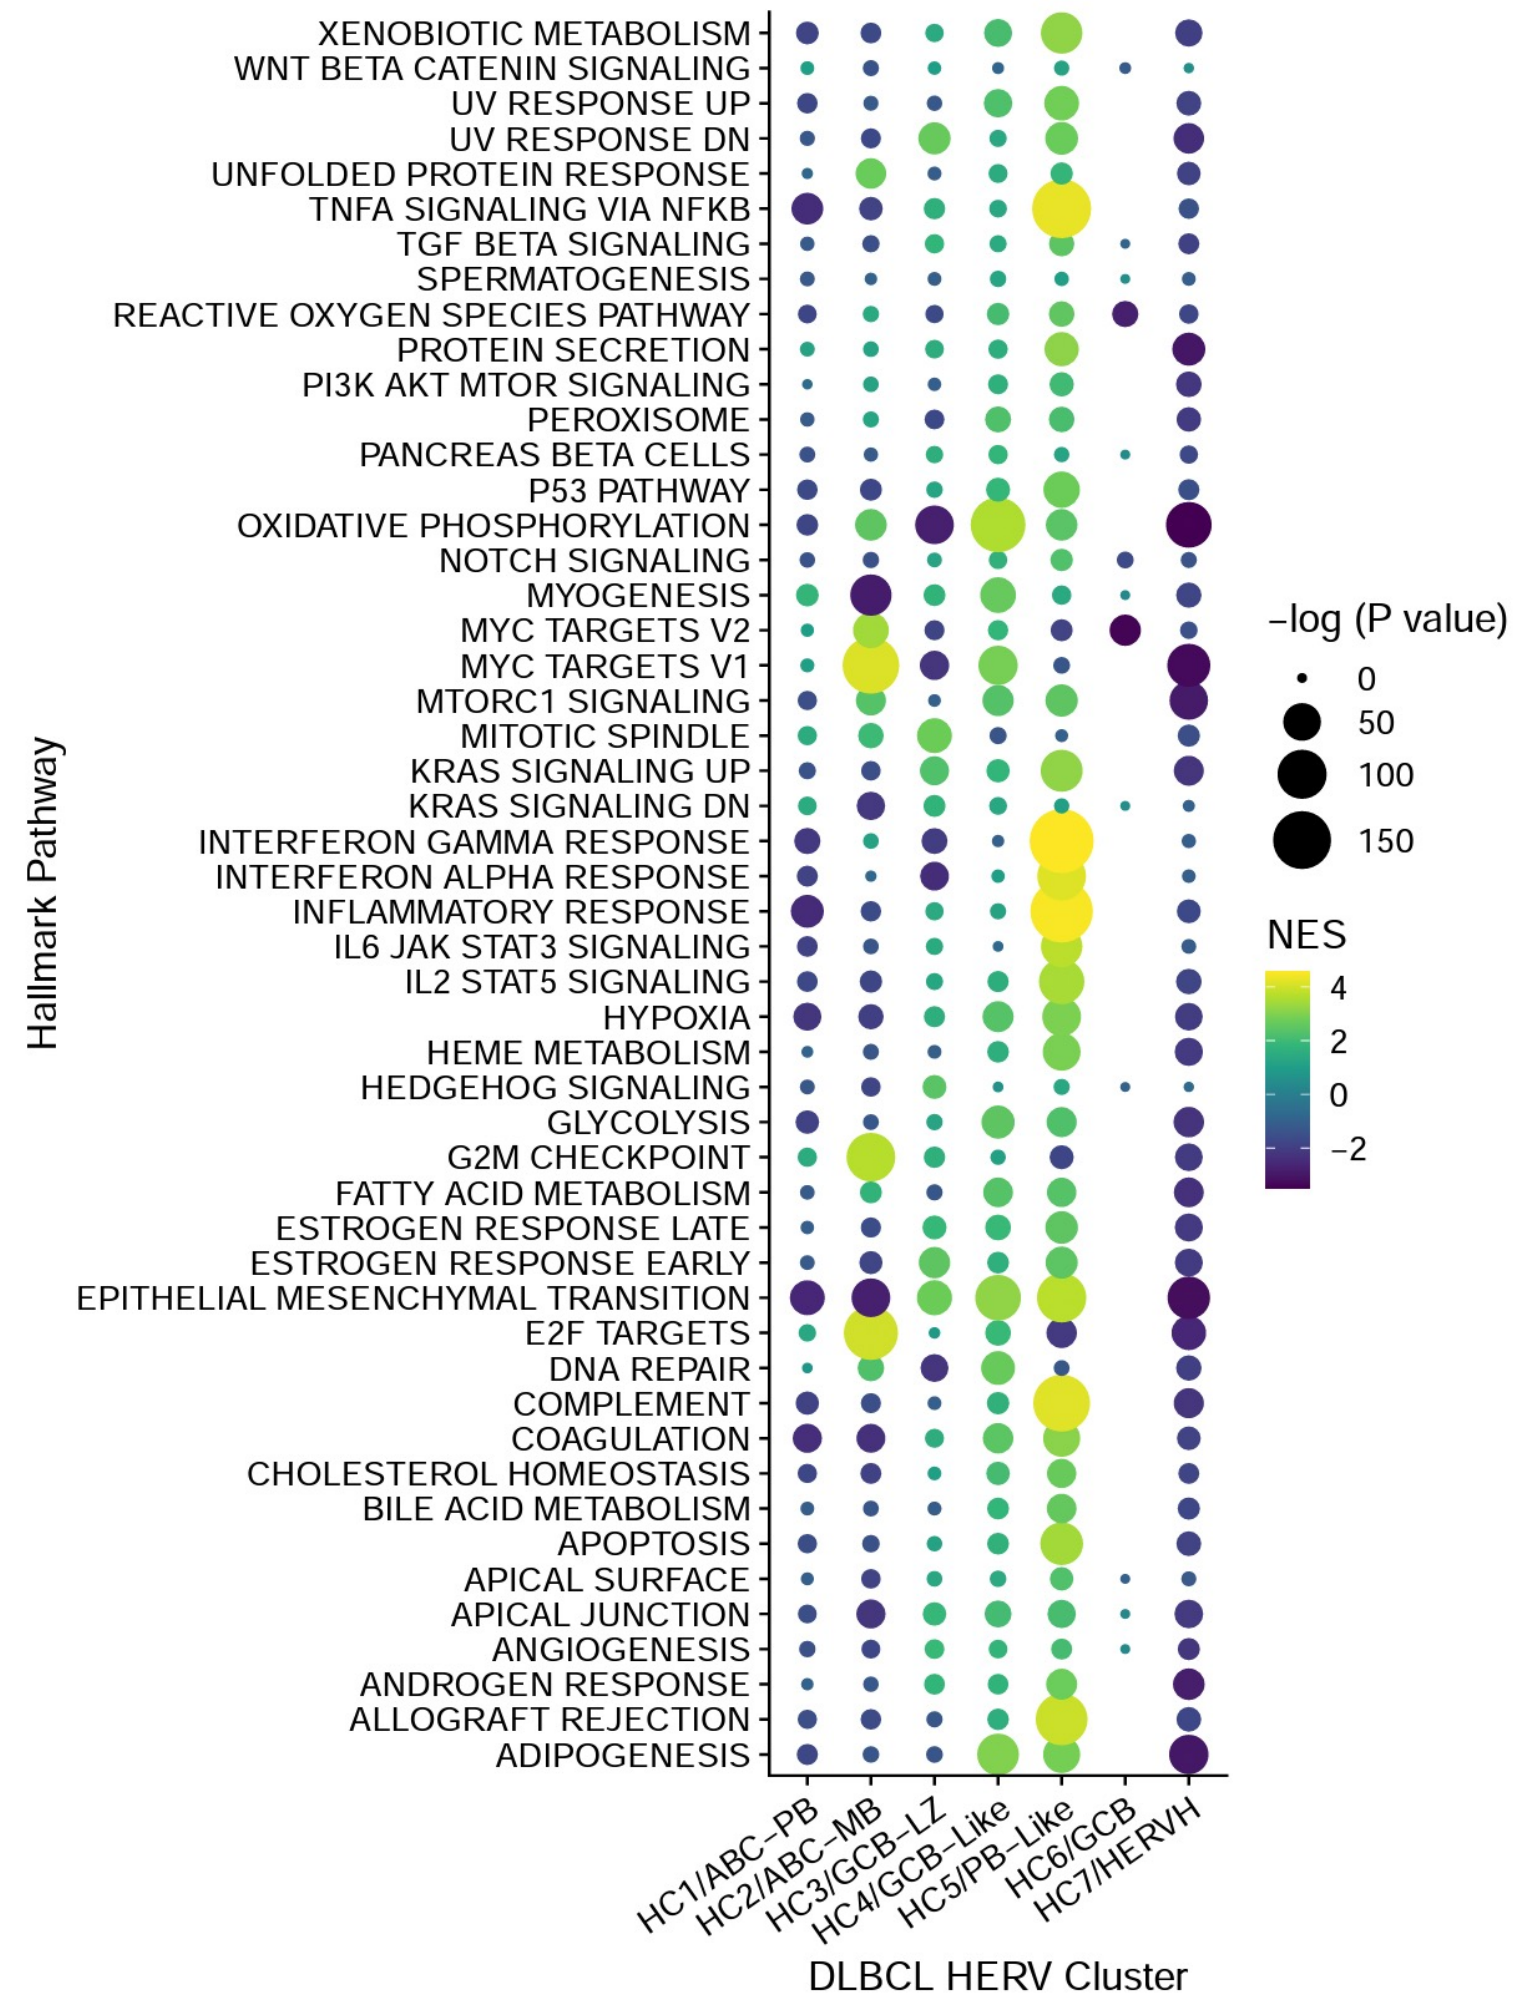 XENOBIOTIC METABOLISM
WNT BETA CATENIN SIGNALING
UV RESPONSE UP
UV RESPONSE DN
UNFOLDED PROTEIN RESPONSE
TNFA SIGNALING VIA NFKB
TGF BETA SIGNALING
SPERMATOGENESIS
REACTIVE OXYGEN SPECIES PATHWAY
PROTEIN SECRETION
PI3K AKT MTOR SIGNALING
PEROXISOME
PANCREAS BETA CELLS
P53 PATHWAY
OXIDATIVE PHOSPHORYLATION
NOTCH SIGNALING
MYOGENESIS
MYC TARGETS V2
MYC TARGETS V1
MTORC1 SIGNALING
MITOTIC SPINDLE
KRAS SIGNALING UP
KRAS SIGNALING DN
INTERFERON GAMMA RESPONSE
INTERFERON ALPHA RESPONSE
INFLAMMATORY RESPONSE
IL6 JAK STAT3 SIGNALING
IL2 STAT5 SIGNALING
HYPOXIA
HEME METABOLISM
HEDGEHOG SIGNALING
GLYCOLYSIS
G2M CHECKPOINT
FATTY ACID METABOLISM
ESTROGEN RESPONSE LATE
ESTROGEN RESPONSE EARLY
EPITHELIAL MESENCHYMAL TRANSITION
E2F TARGETS
DNA REPAIR
COMPLEMENT
COAGULATION
CHOLESTEROL HOMEOSTASIS
BILE ACID METABOLISM
APOPTOSIS
APICAL SURFACE
APICAL JUNCTION
ANGIOGENESIS
ANDROGEN RESPONSE
ALLOGRAFT REJECTION
ADIPOGENESIS
Hallmark Pathway
HC1/ABC−PB
HC2/ABC−MB
HC3/GCB−LZ
HC4/GCB−Like
HC5/PB−Like
HC6/GCB
HC7/HERVH
DLBCL HERV Cluster
−log (P value)
0
50
100
150
NES
4
2
0
−2